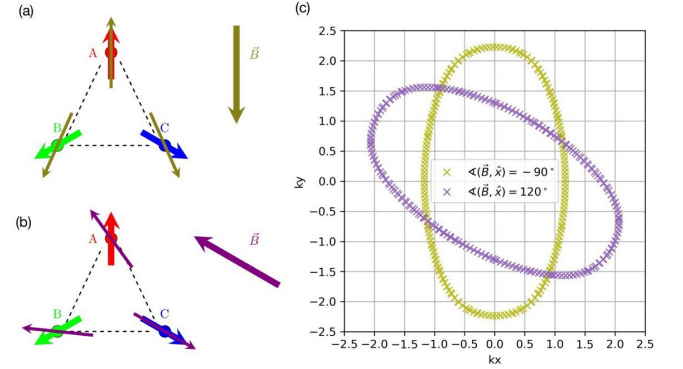 (a)
A
B
C
B⃗
(b)
A
B
C
B⃗
(c)
2.5
2.0
1.5
1.0
0.5
0.0
−0.5
−1.0
−1.5
−2.0
−2.5
ky
∢(B⃗, x̂) = −90°
∢(B⃗, x̂) = 120°
−2.5 −2.0 −1.5 −1.0 −0.5 0.0 0.5 1.0 1.5 2.0 2.5
kx